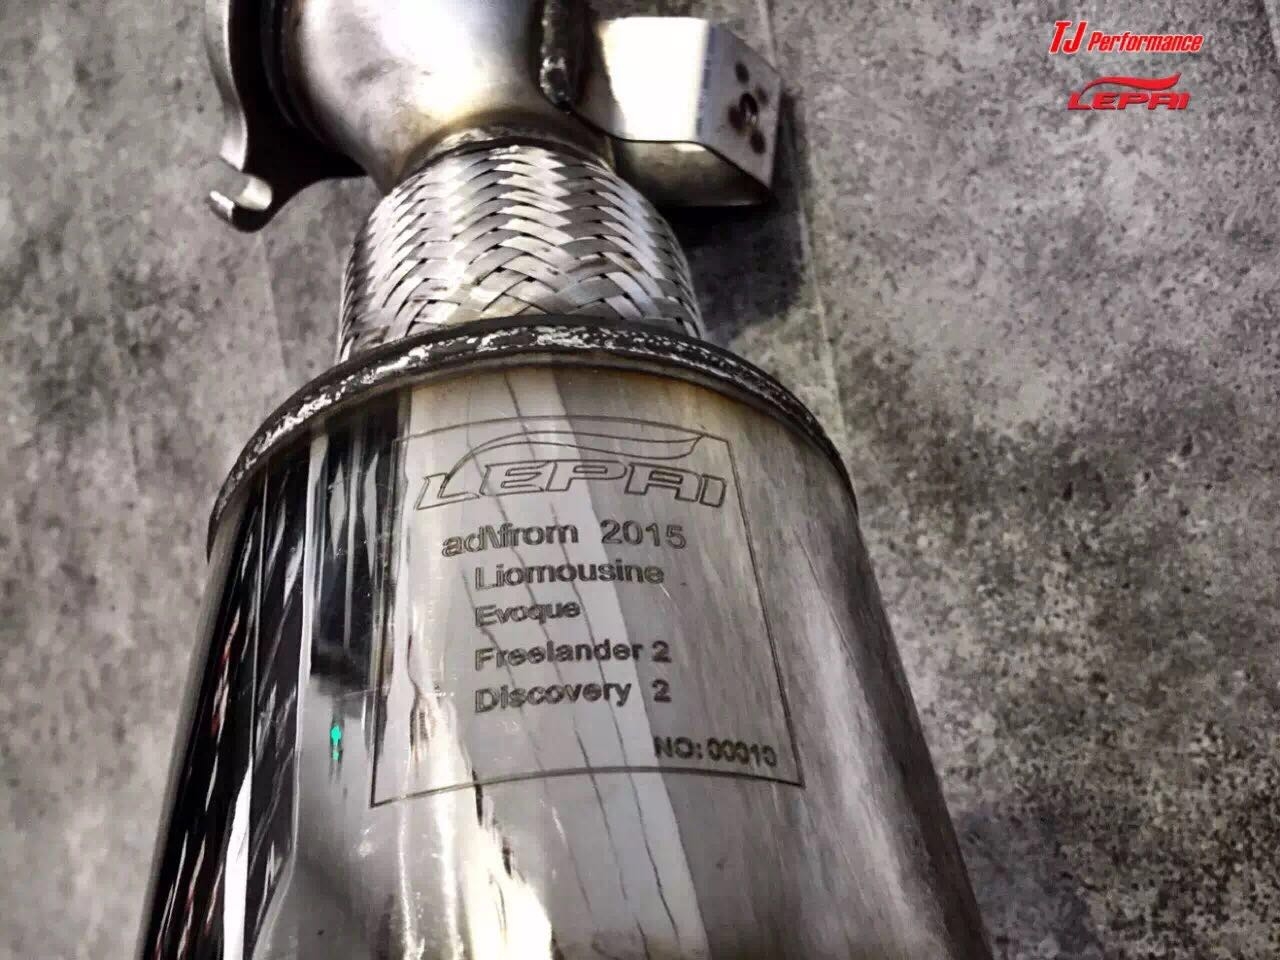 TJ Performance
LEPAI
LEPAI
ad\from 2015
Liomousine
Evoque
Freelander 2
Discovery 2
NO: 00010